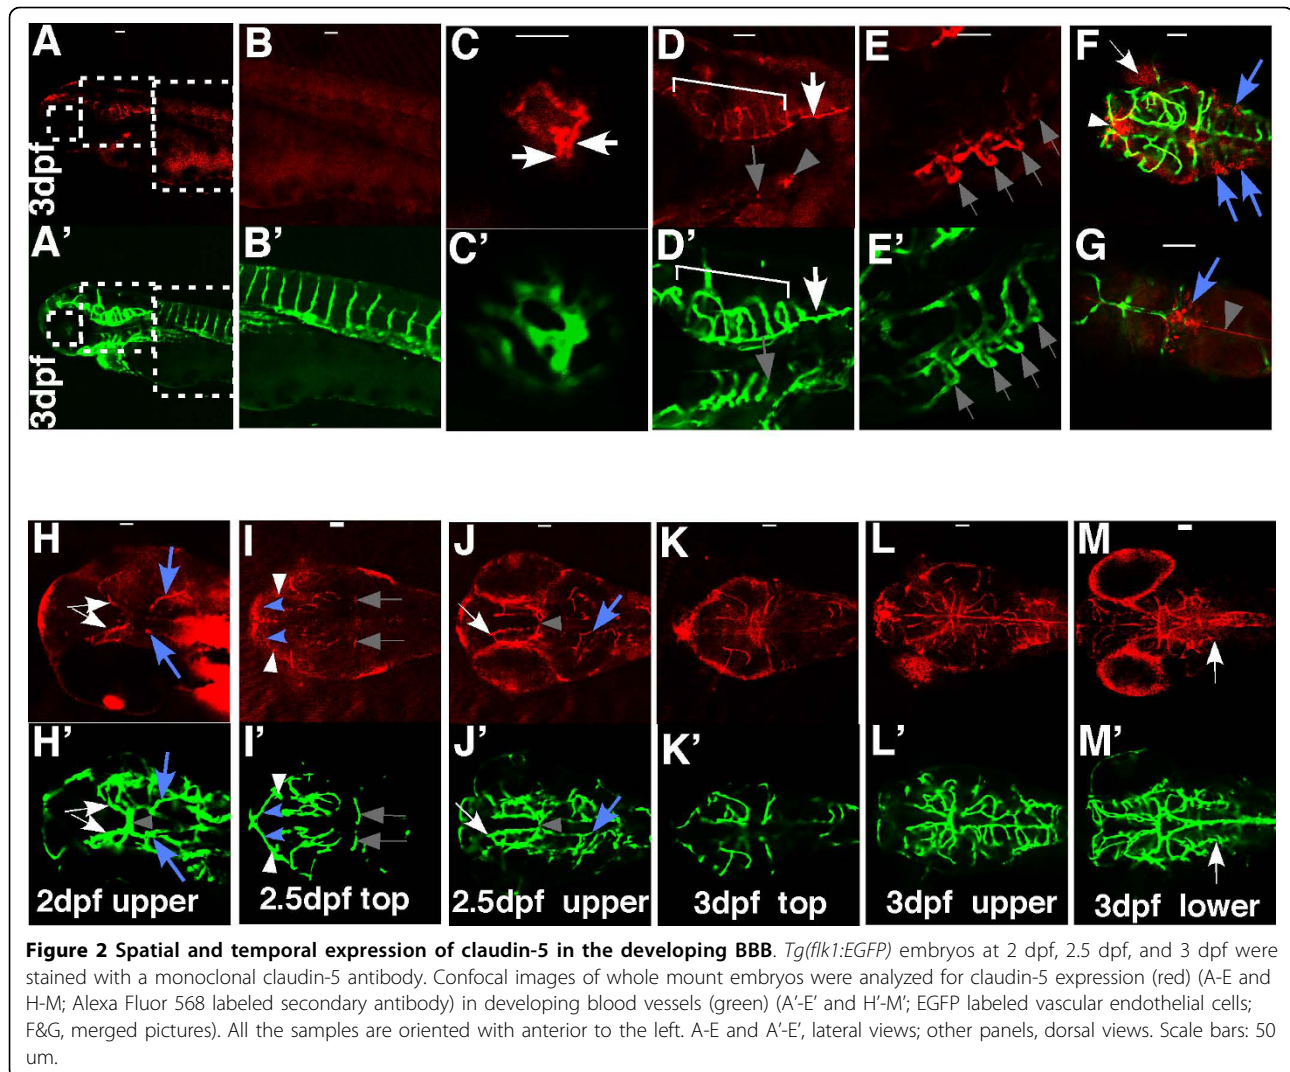 A B C D E F
3dpf
A’ B’ C’ D’ E’ G
3dpf
H I J K L M
H’ I’ J’ K’ L’ M’
2dpf upper 2.5dpf top 2.5dpf upper 3dpf top 3dpf upper 3dpf lower
Figure 2 Spatial and temporal expression of claudin-5 in the developing BBB. Tg(flk1:EGFP) embryos at 2 dpf, 2.5 dpf, and 3 dpf were
stained with a monoclonal claudin-5 antibody. Confocal images of whole mount embryos were analyzed for claudin-5 expression (red) (A-E and
H-M; Alexa Fluor 568 labeled secondary antibody) in developing blood vessels (green) (A’-E’ and H’-M’; EGFP labeled vascular endothelial cells;
F&G, merged pictures). All the samples are oriented with anterior to the left. A-E and A’-E’, lateral views; other panels, dorsal views. Scale bars: 50
um.